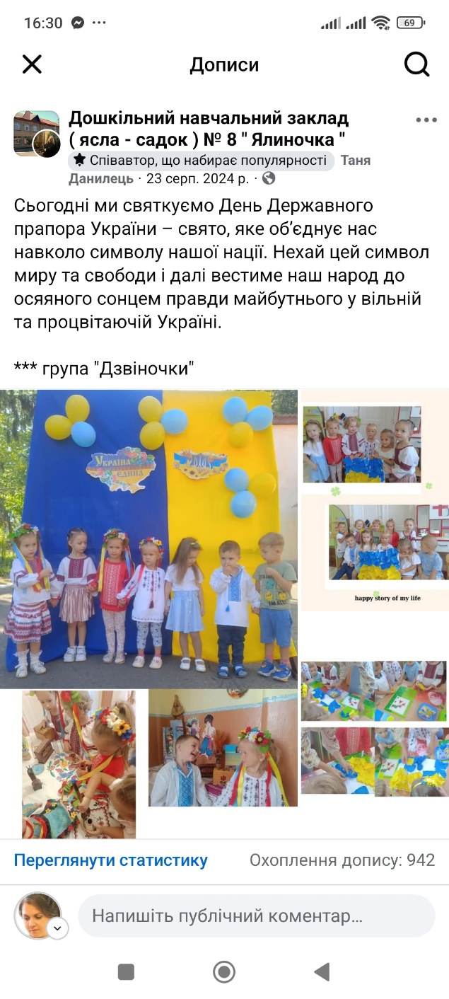 16:30
69
Дописи
Дошкільний навчальний заклад
( ясла - садок ) № 8 " Ялиночка "
Співавтор, що набирає популярності Таня
Данилець · 23 серп. 2024 р. ·
Сьогодні ми святкуємо День Державного
прапора України – свято, яке об’єднує нас
навколо символу нашої нації. Нехай цей символ
миру та свободи і далі вестиме наш народ до
осяяного сонцем правди майбутнього у вільній
та процвітаючій Україні.
*** група "Дзвіночки"
Україна
єдина
happy story of my life
Переглянути статистику
Охоплення допису: 942
Напишіть публічний коментар...